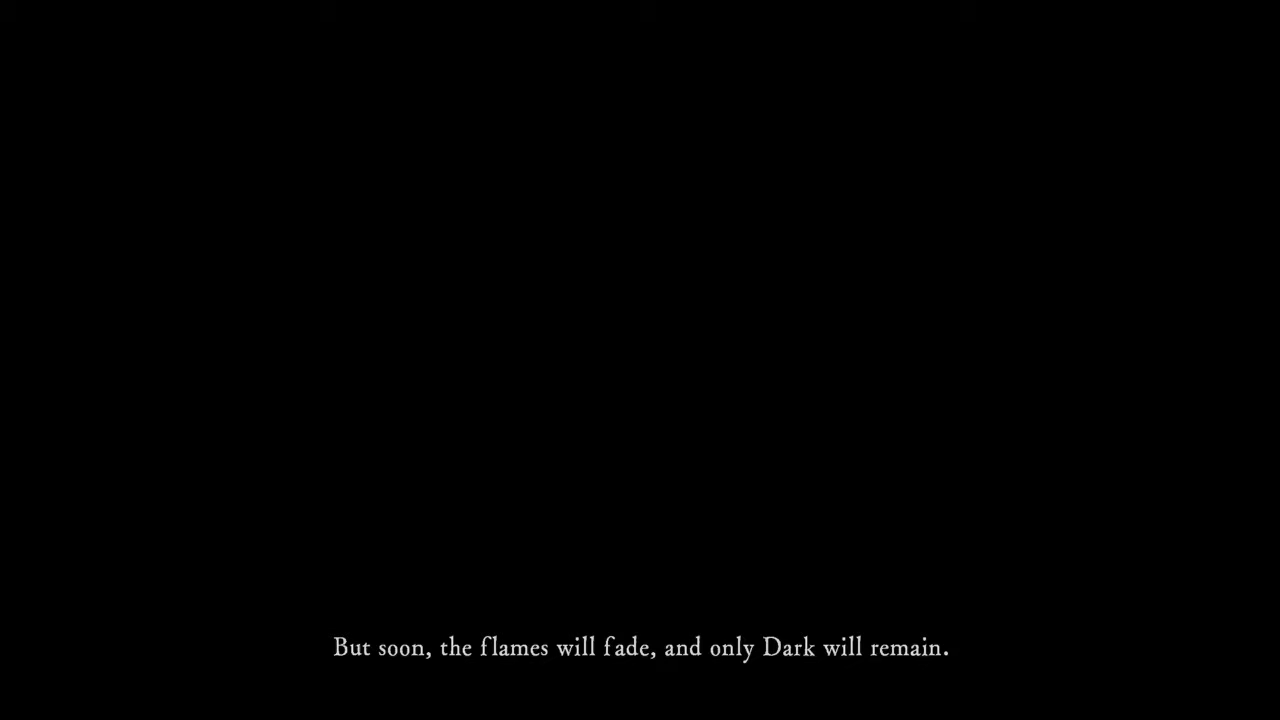 But soon, the flames will fade, and only Dark will remain.